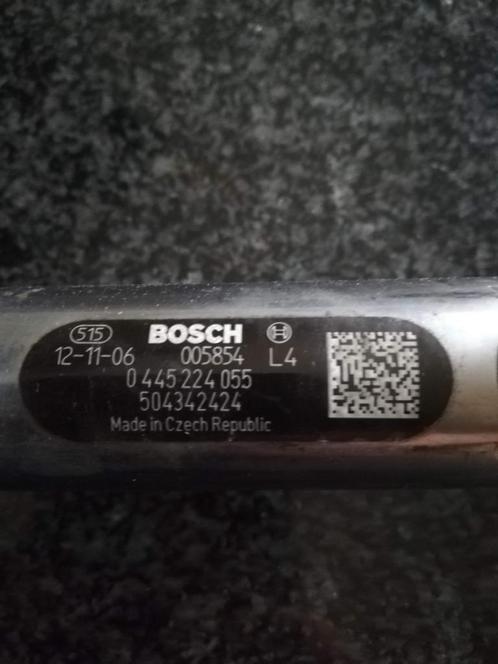 515 BOSCH
12-11-06 005854 L4
0 445 224 055
504342424
Made in Czech Republic